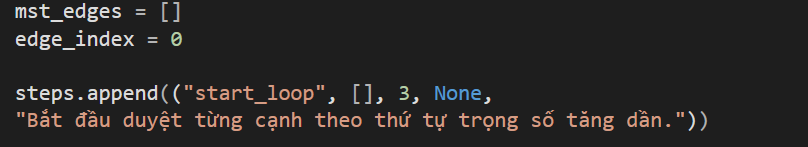 mst_edges = []
edge_index = 0
steps.append(("start_loop", [], 3, None,
"Bắt đầu duyệt từng cạnh theo thứ tự trọng số tăng dần."))